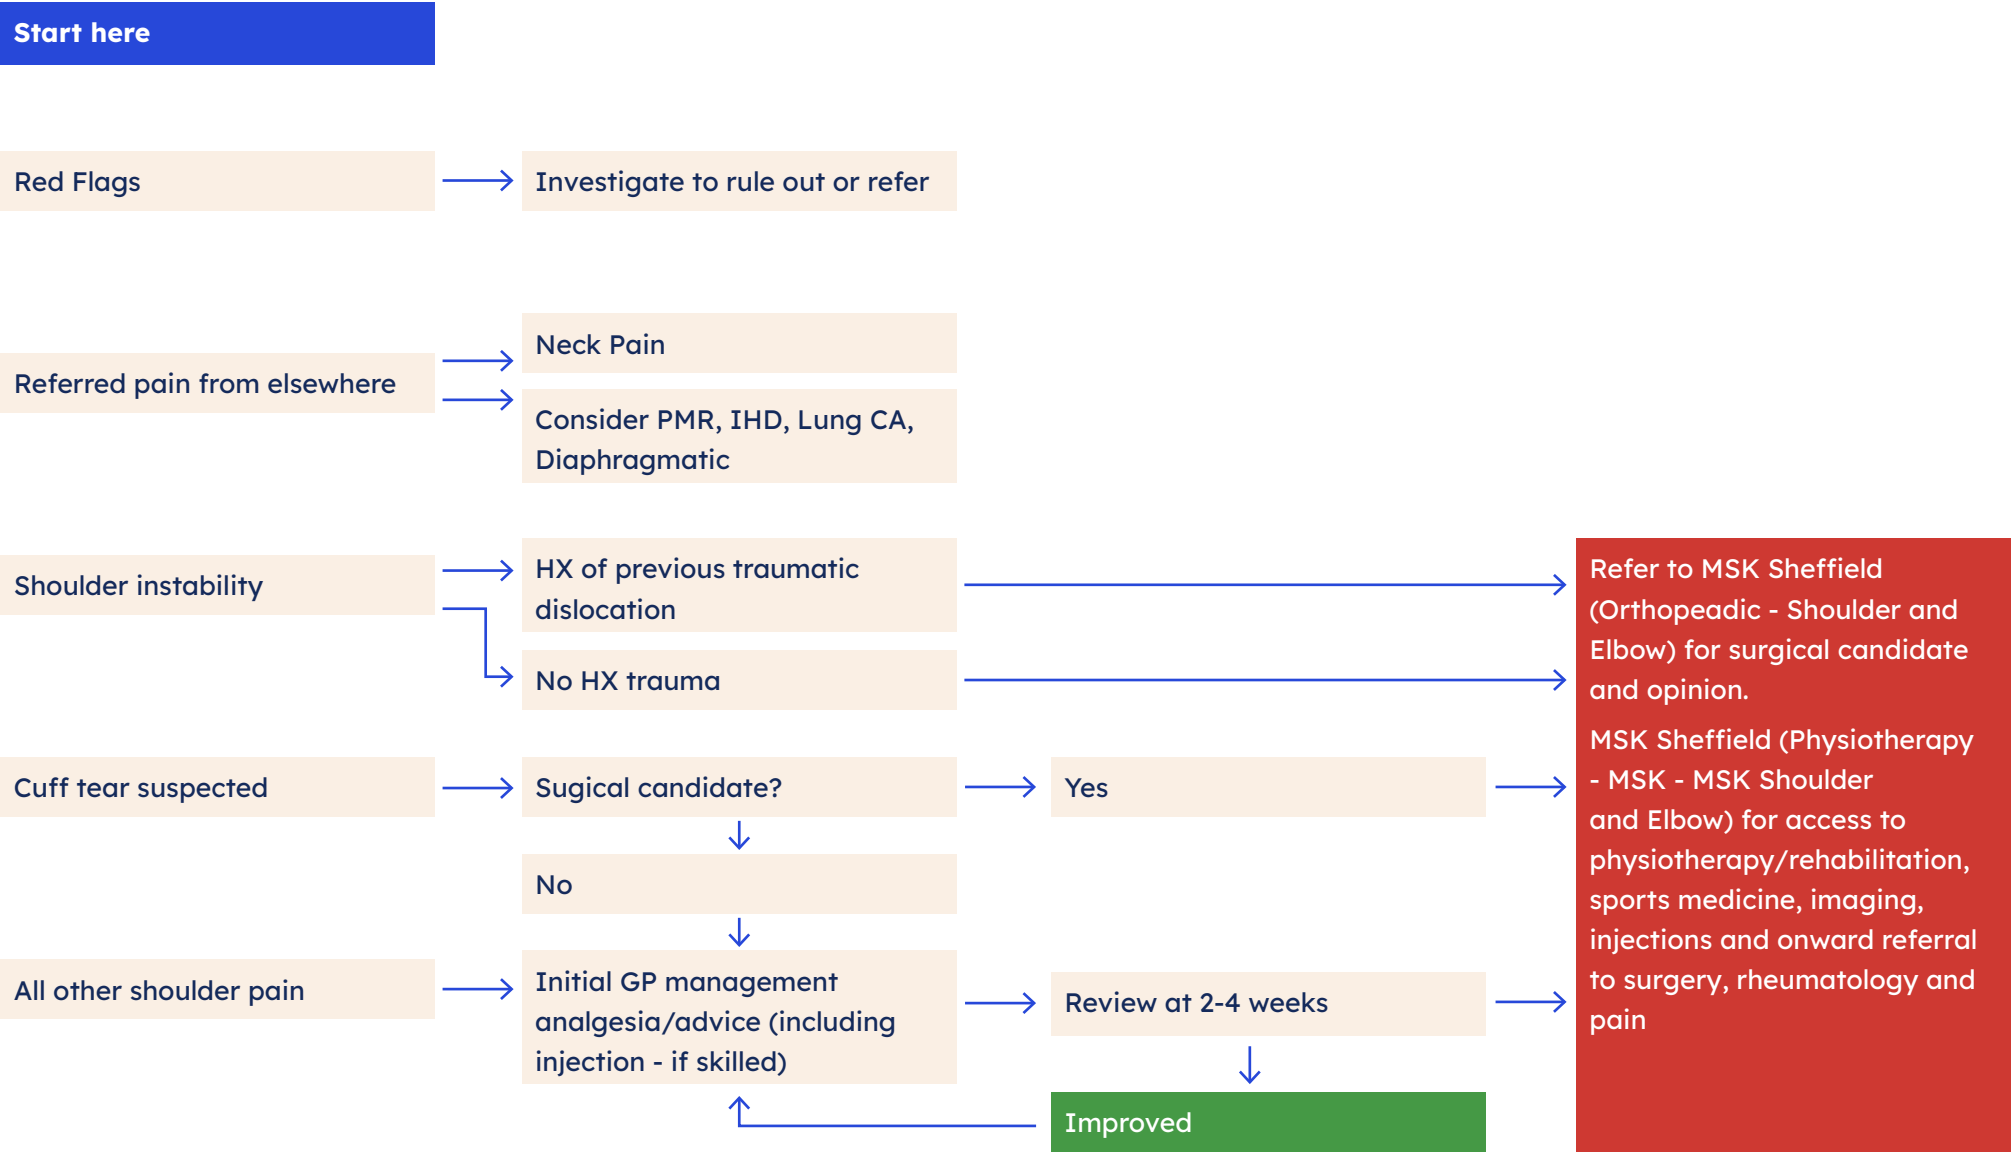 Start here
Red Flags
Investigate to rule out or refer
Referred pain from elsewhere
Neck Pain
Consider PMR, IHD, Lung CA,
Diaphragmatic
Shoulder instability
HX of previous traumatic
dislocation
No HX trauma
Cuff tear suspected
Sugical candidate?
Yes
No
All other shoulder pain
Initial GP management
analgesia/advice (including
injection - if skilled)
Review at 2-4 weeks
Improved
Refer to MSK Sheffield
(Orthopeadic - Shoulder and
Elbow) for surgical candidate
and opinion.
MSK Sheffield (Physiotherapy
- MSK - MSK Shoulder
and Elbow) for access to
physiotherapy/rehabilitation,
sports medicine, imaging,
injections and onward referral
to surgery, rheumatology and
pain